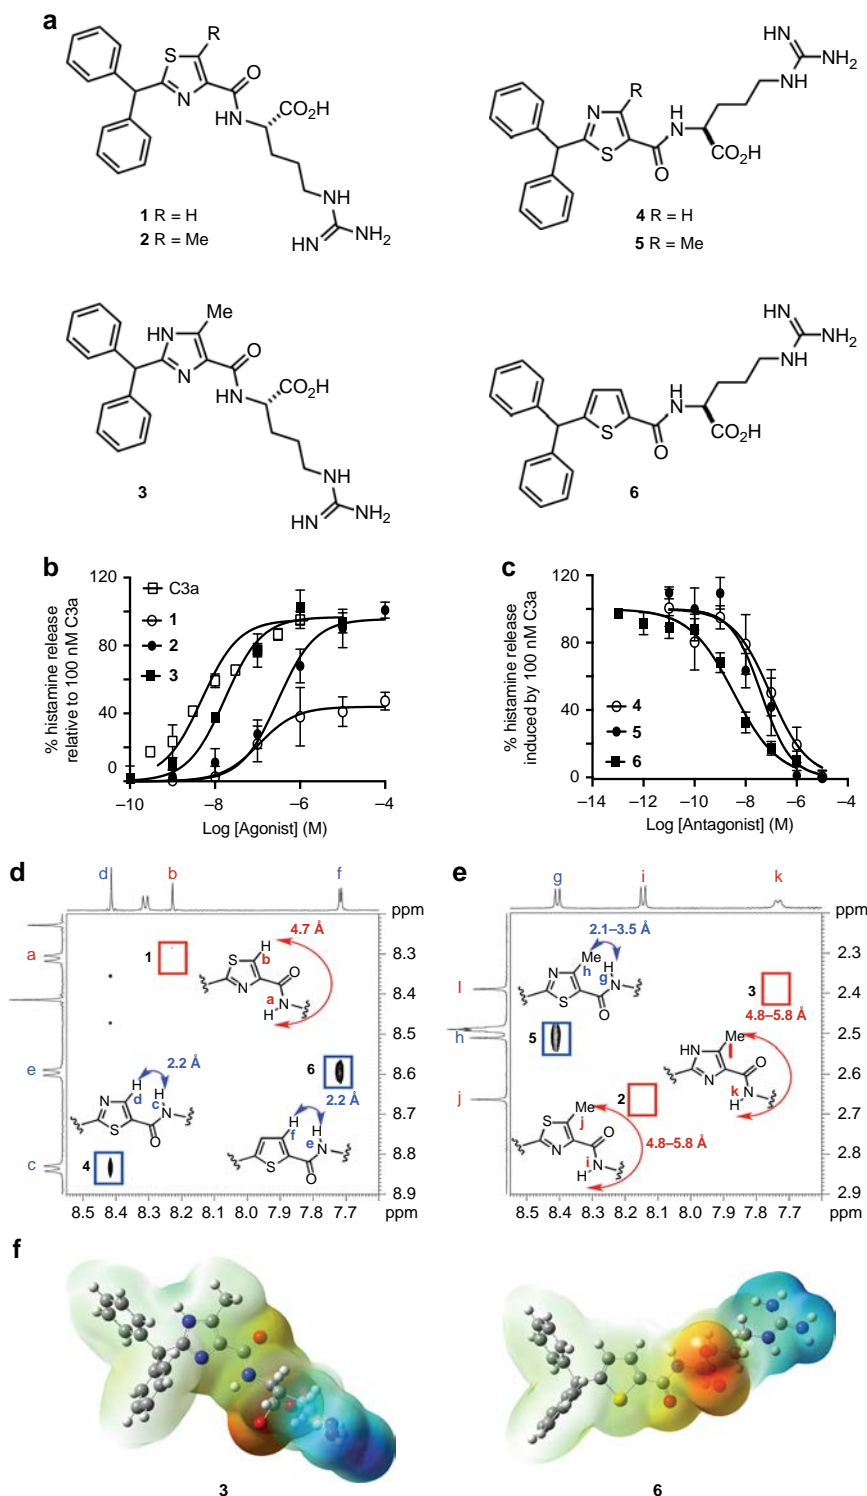 a
R
S
N
O
HN
CO₂H
NH
HN
NH₂
1 R = H
2 R = Me
HN
NH₂
NH
R
H
N
N
S
O
CO₂H
4 R = H
5 R = Me
Me
HN
N
O
HN
CO₂H
NH
HN
NH₂
3
HN
NH₂
NH
H
N
S
O
CO₂H
6
b
% histamine release
relative to 100 nM C3a
120
80
40
0
C3a
1
2
3
−10
−8
−6
−4
Log [Agonist] (M)
c
% histamine release
induced by 100 nM C3a
120
80
40
0
4
5
6
−14
−12
−10
−8
−6
−4
Log [Antagonist] (M)
d
d
b
f
ppm
a
e
c
1
4.7 Å
H
S
b
N
O
a
H
N
2.2 Å
H
H
N
d
c
N
S
O
4
6
2.2 Å
H
H
f
N
e
S
O
8.3
8.4
8.5
8.6
8.7
8.8
8.9
8.5 8.4 8.3 8.2 8.1 8.0 7.9 7.8 7.7
ppm
e
g
i
k
ppm
l
h
j
2.1–3.5 Å
Me
H
N
h
g
N
S
O
5
3
4.8–5.8 Å
Me
HN
l
N
O
k
H
N
2
Me
S
j
N
O
i
H
N
4.8–5.8 Å
2.3
2.4
2.5
2.6
2.7
2.8
2.9
8.5 8.4 8.3 8.2 8.1 8.0 7.9 7.8 7.7
ppm
f
3
6